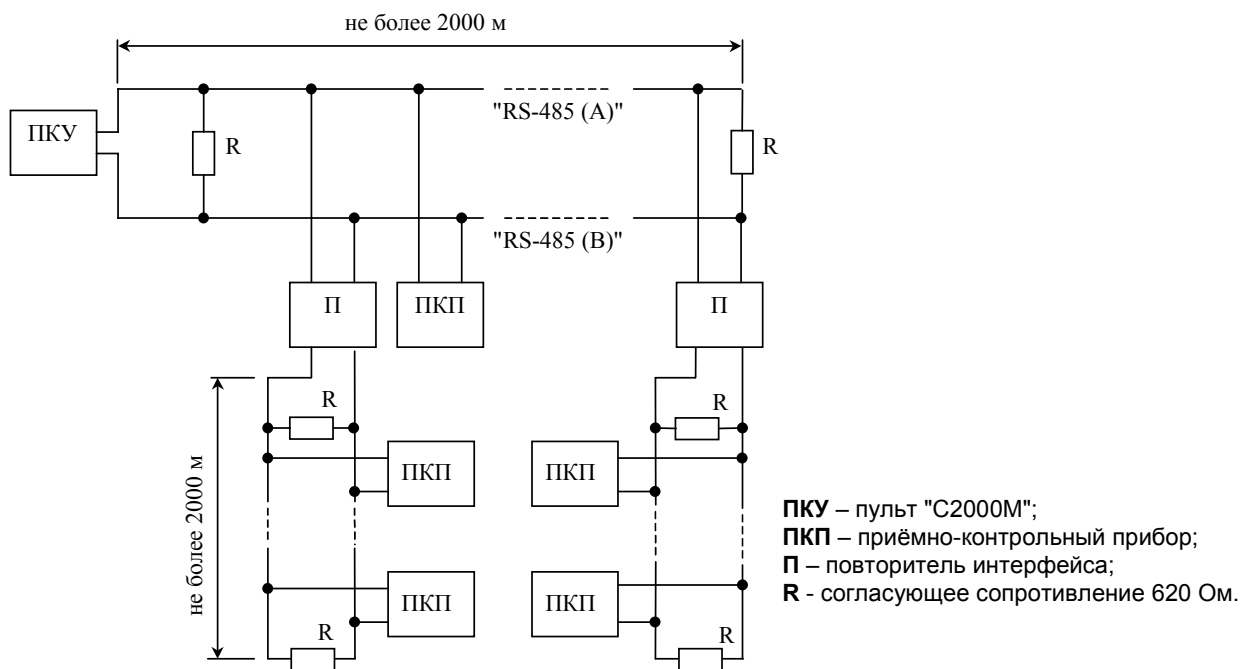 не более 2000 м
"RS-485 (A)"
ПКУ
R
R
"RS-485 (B)"
П
ПКП
П
не более 2000 м
R
R
ПКП
ПКП
ПКП
ПКП
R
R
ПКУ – пульт "С2000М";
ПКП – приёмно-контрольный прибор;
П – повторитель интерфейса;
R - согласующее сопротивление 620 Ом.